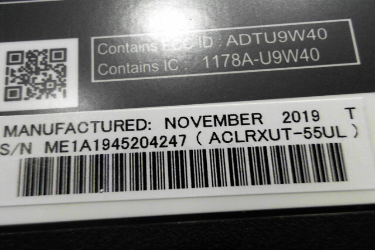 Contains FCC ID : ADTU9W40
Contains IC : 1178A-U9W40
MANUFACTURED: NOVEMBER 2019 T
S/N ME1A1945204247 ( ACLRXUT-55UL )